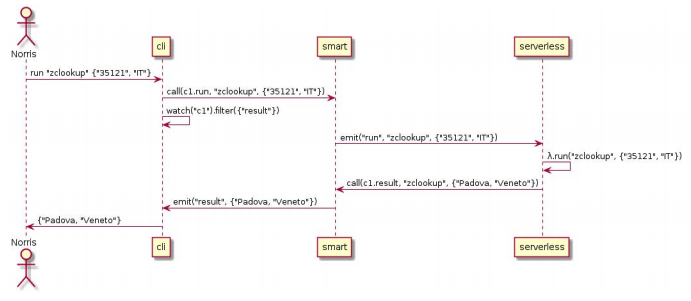 Norris
cli
smart
serverless
run "zclookup" {"35121", "IT"}
call(c1.run, "zclookup", {"35121", "IT"})
watch("c1").filter({"result"})
emit("run", "zclookup", {"35121", "IT"})
λ.run("zclookup", {"35121", "IT"})
call(c1.result, "zclookup", {"Padova, "Veneto"})
emit("result", {"Padova, "Veneto"})
{"Padova, "Veneto"}
Norris
cli
smart
serverless